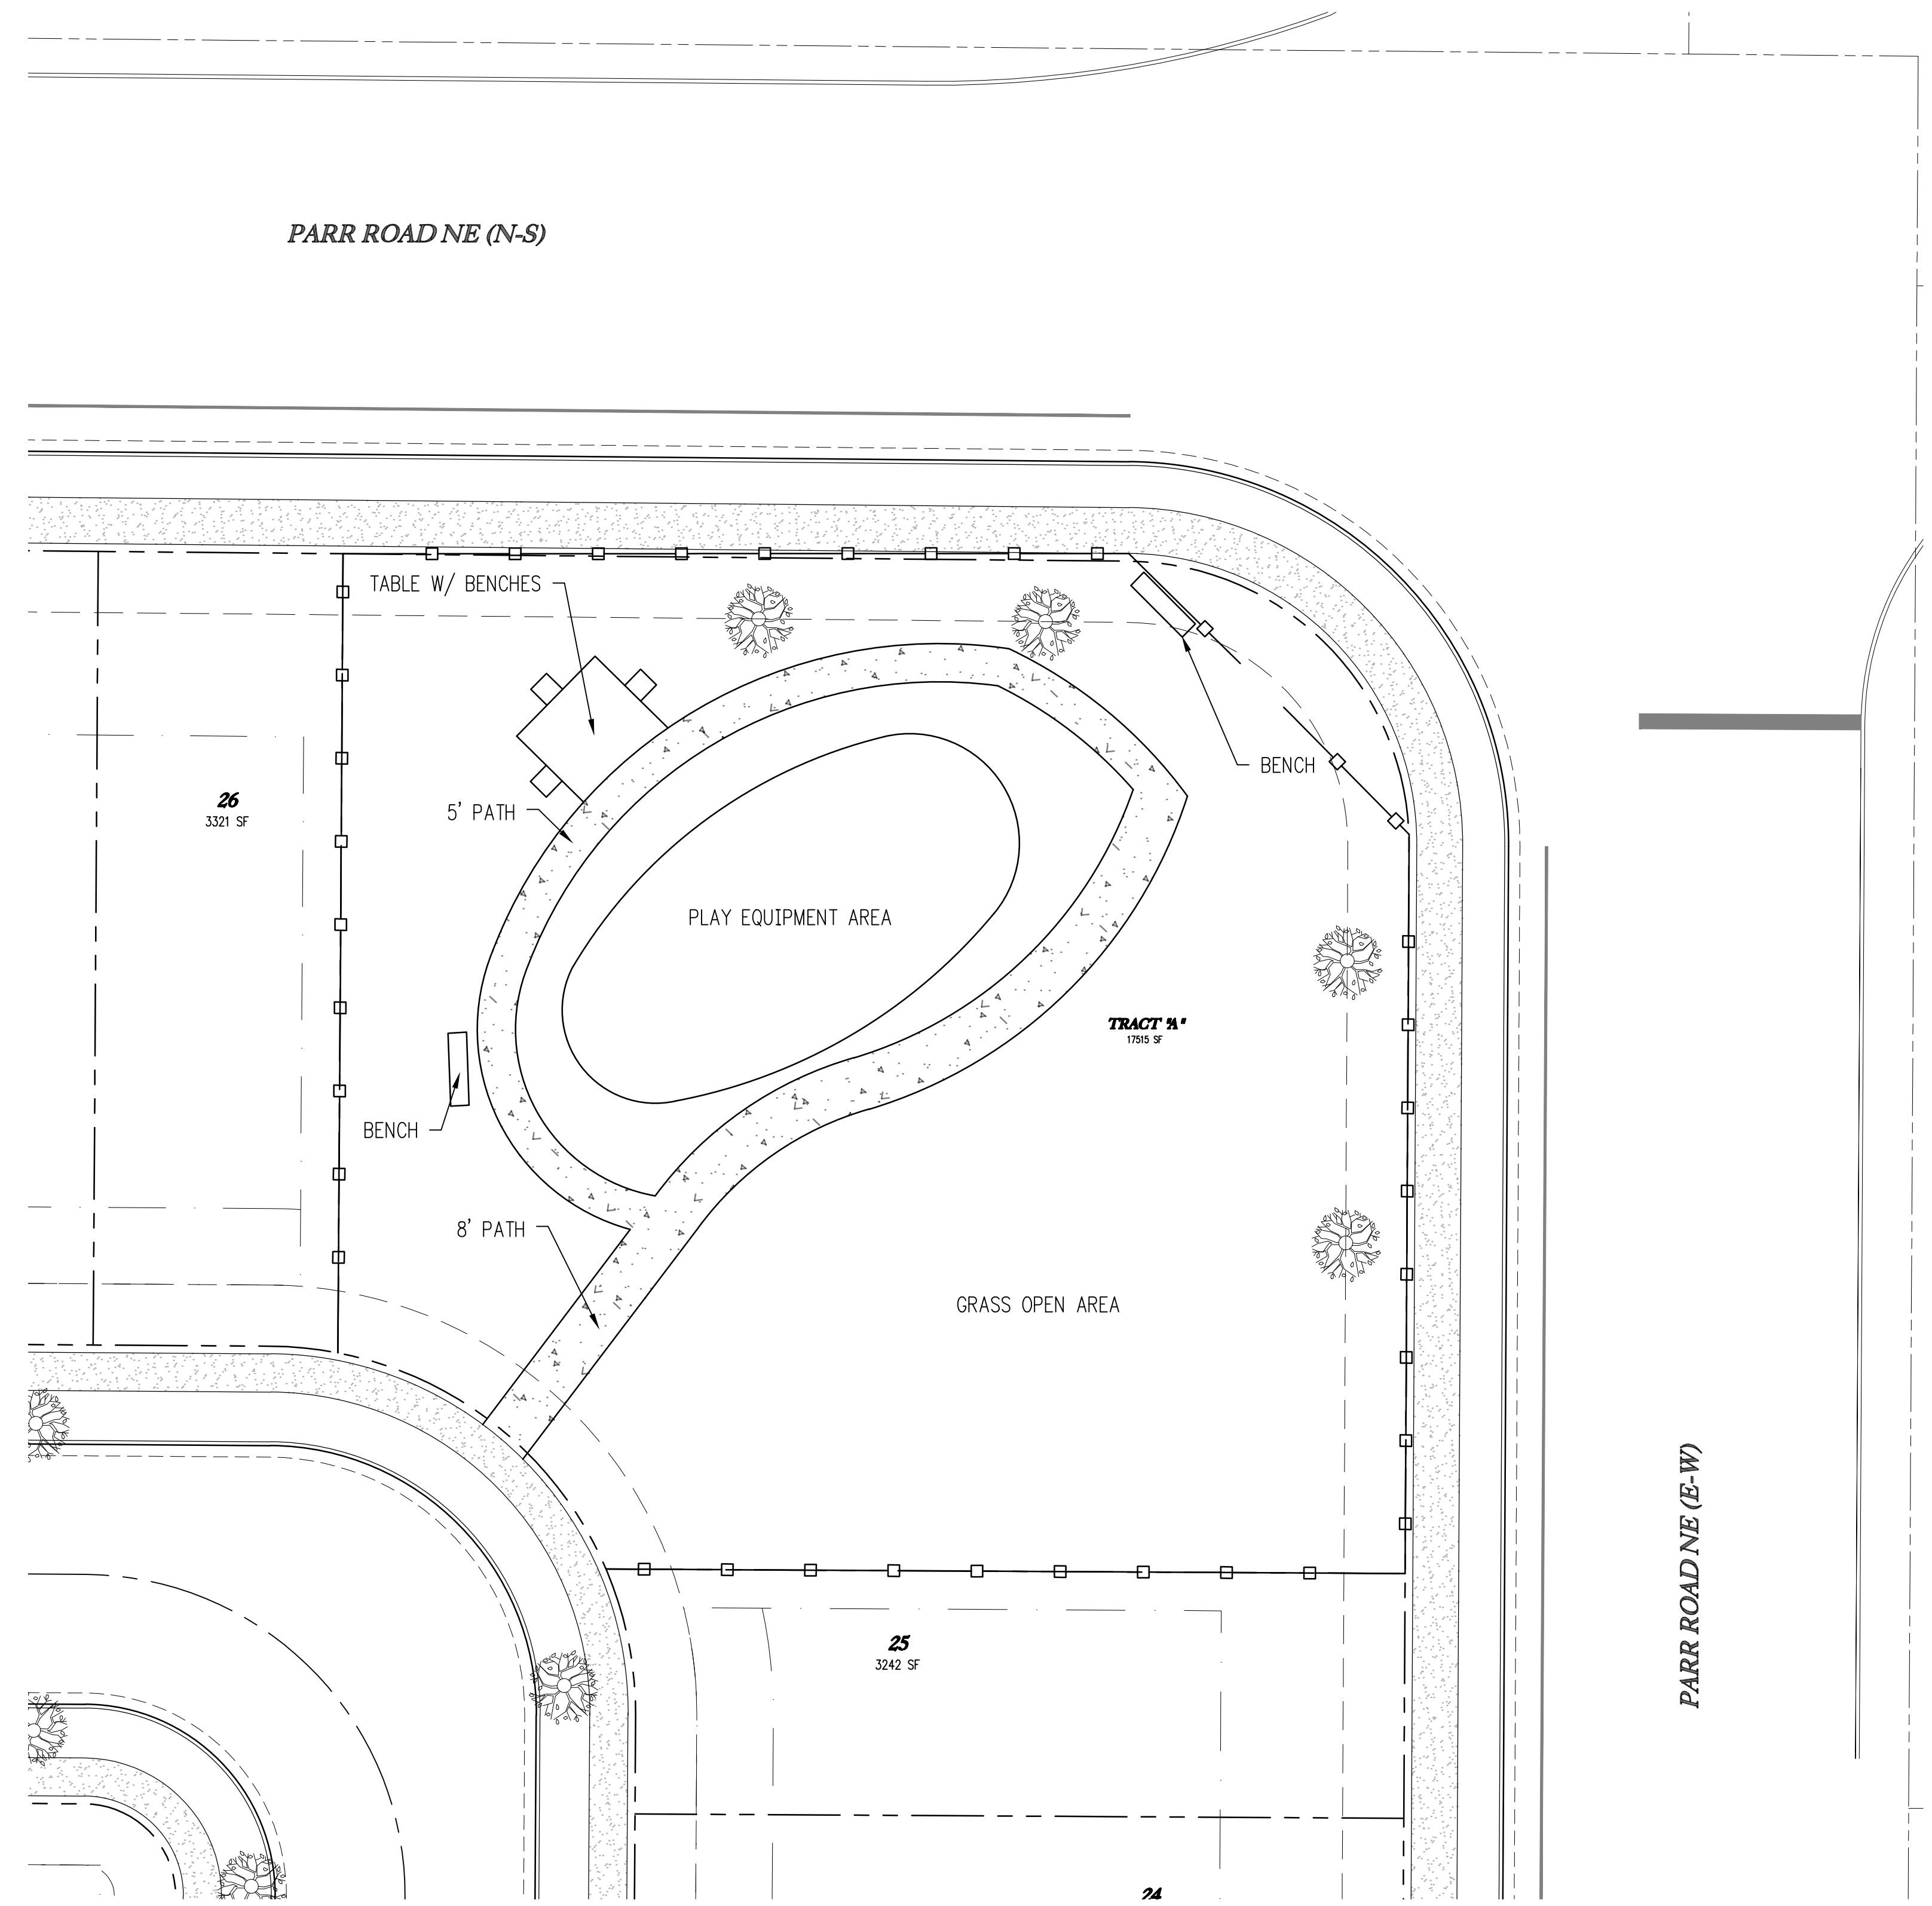 PARR ROAD NE (N-S)
TABLE W/ BENCHES
BENCH
26
3321 SF
5' PATH
PLAY EQUIPMENT AREA
TRACT "A"
17515 SF
BENCH
8' PATH
GRASS OPEN AREA
PARR ROAD NE (E-W)
25
3242 SF
24